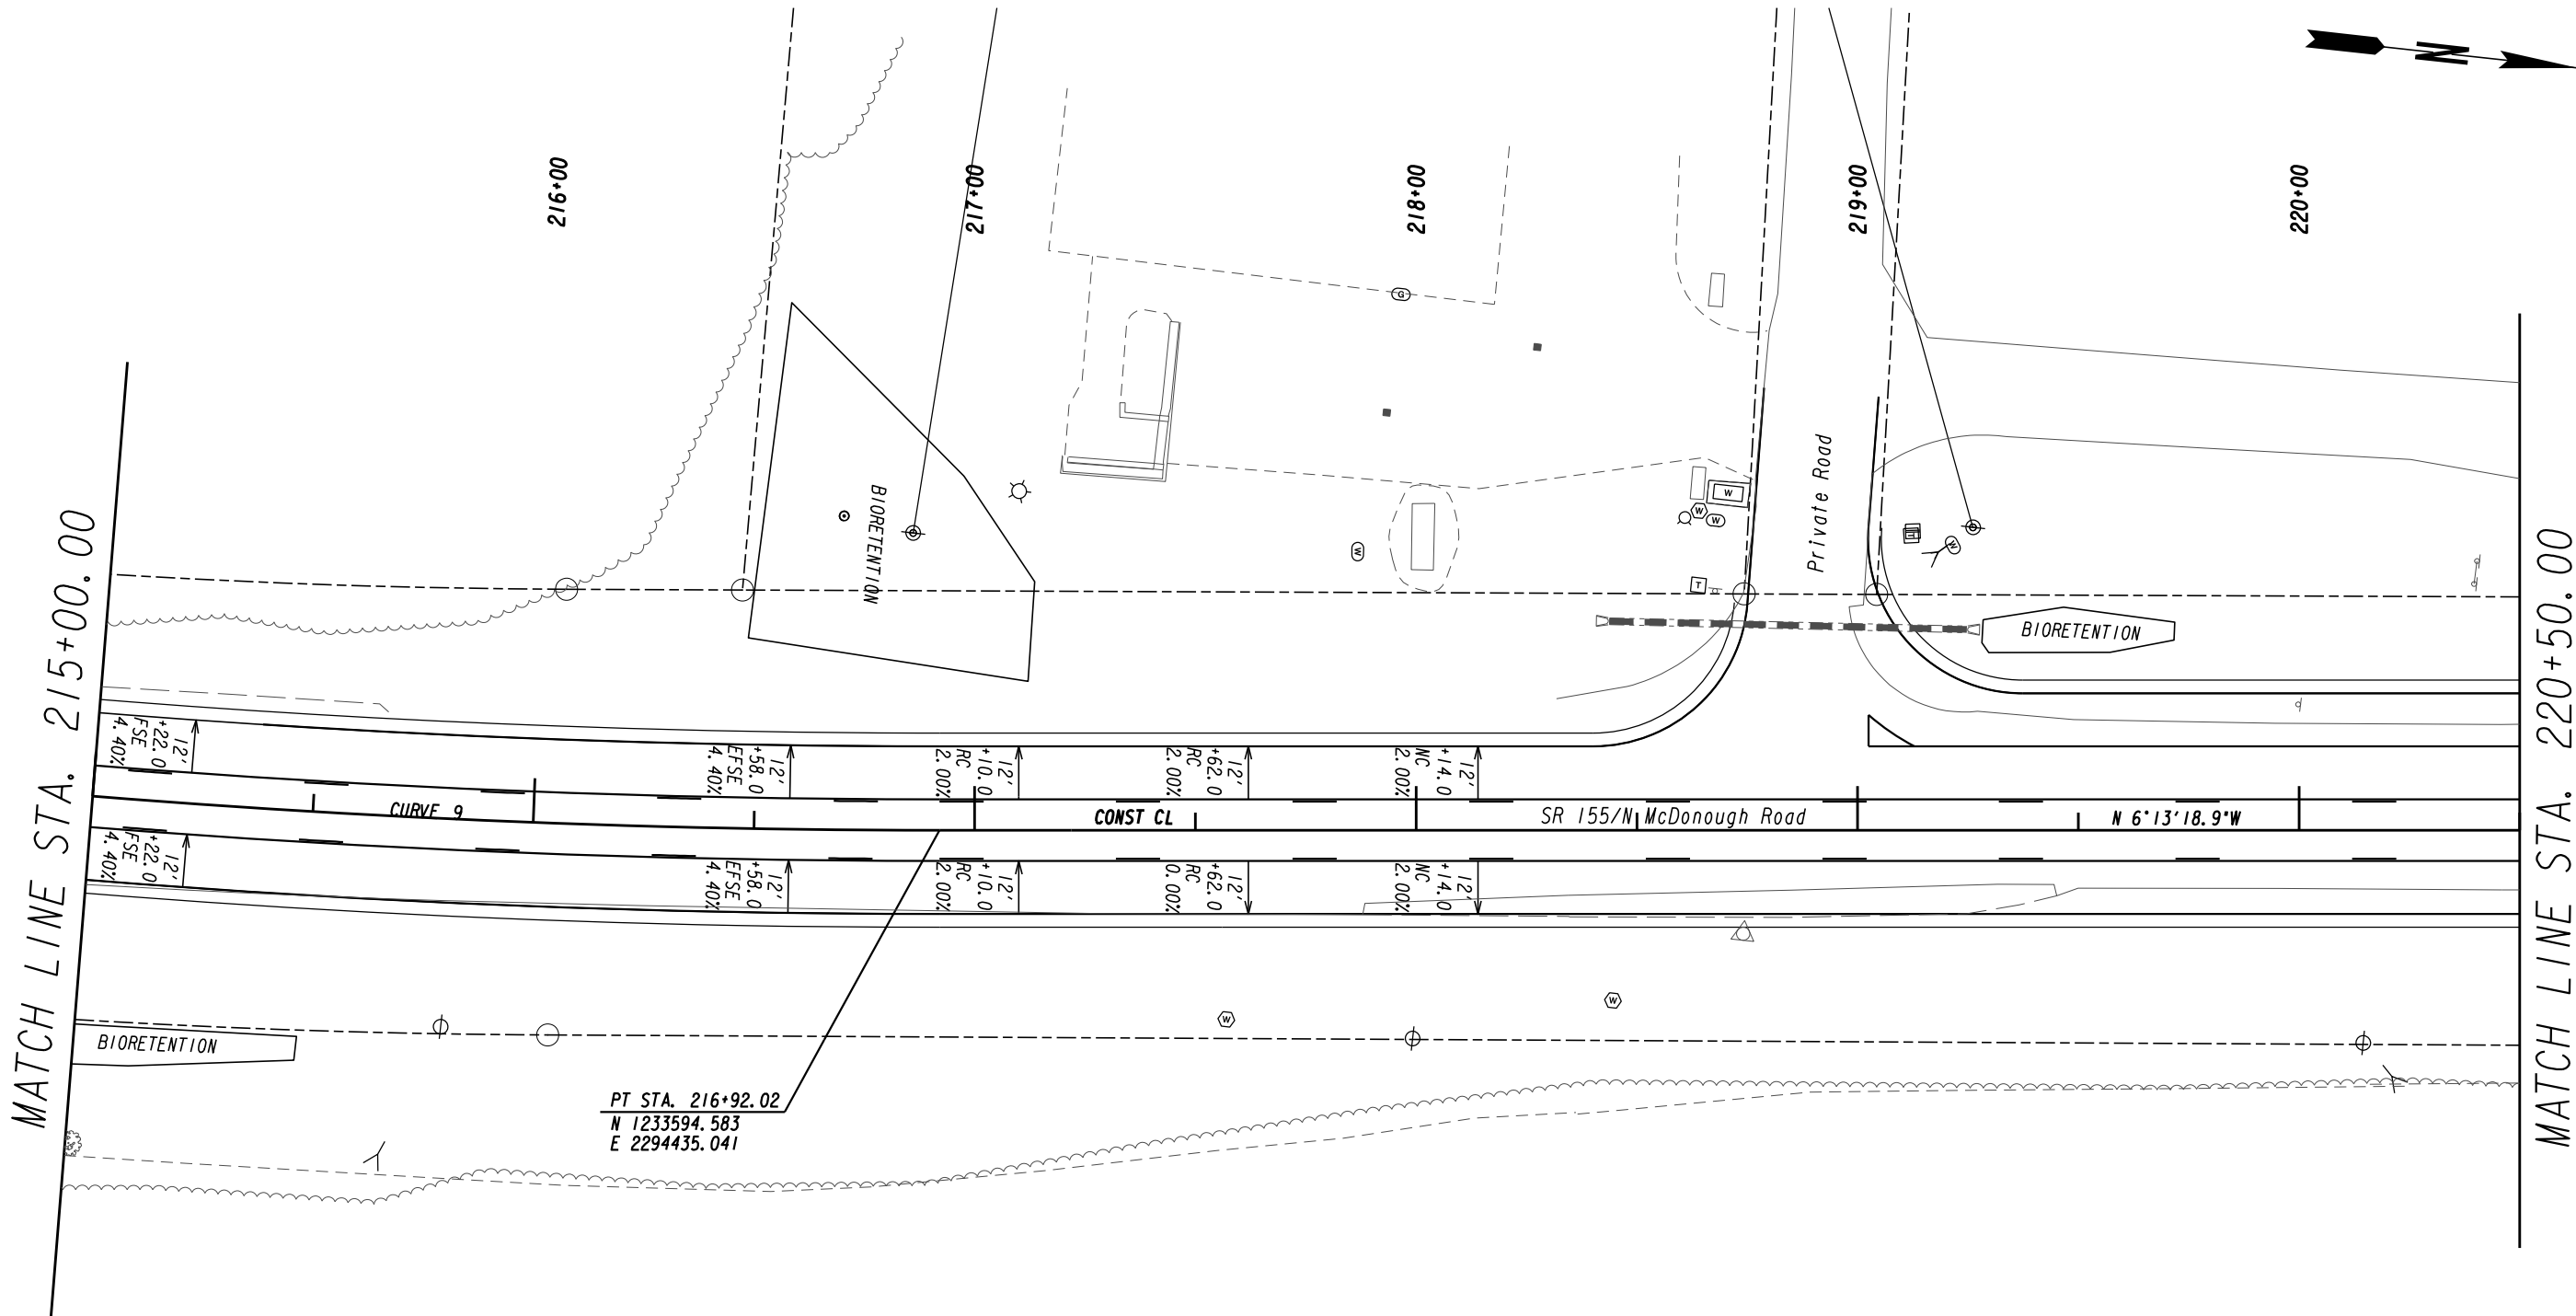 N
216+00
217+00
218+00
219+00
220+00
G
BIORETENTION
W
W
W
W
T
T
W
Private Road
BIORETENTION
MATCH LINE STA. 215+00.00
MATCH LINE STA. 220+50.00
12'
+22.0
FSE
4.40%
12'
+58.0
EFSE
4.40%
12'
+10.0
RC
2.00%
12'
+62.0
RC
2.00%
12'
+14.0
NC
2.00%
CURVE 9
CONST CL
SR 155/N McDonough Road
N 6°13'18.9"W
12'
+22.0
FSE
4.40%
12'
+58.0
EFSE
4.40%
12'
+10.0
RC
2.00%
12'
+62.0
RC
0.00%
12'
+14.0
NC
2.00%
W
W
BIORETENTION
PT STA. 216+92.02
N 1233594.583
E 2294435.041